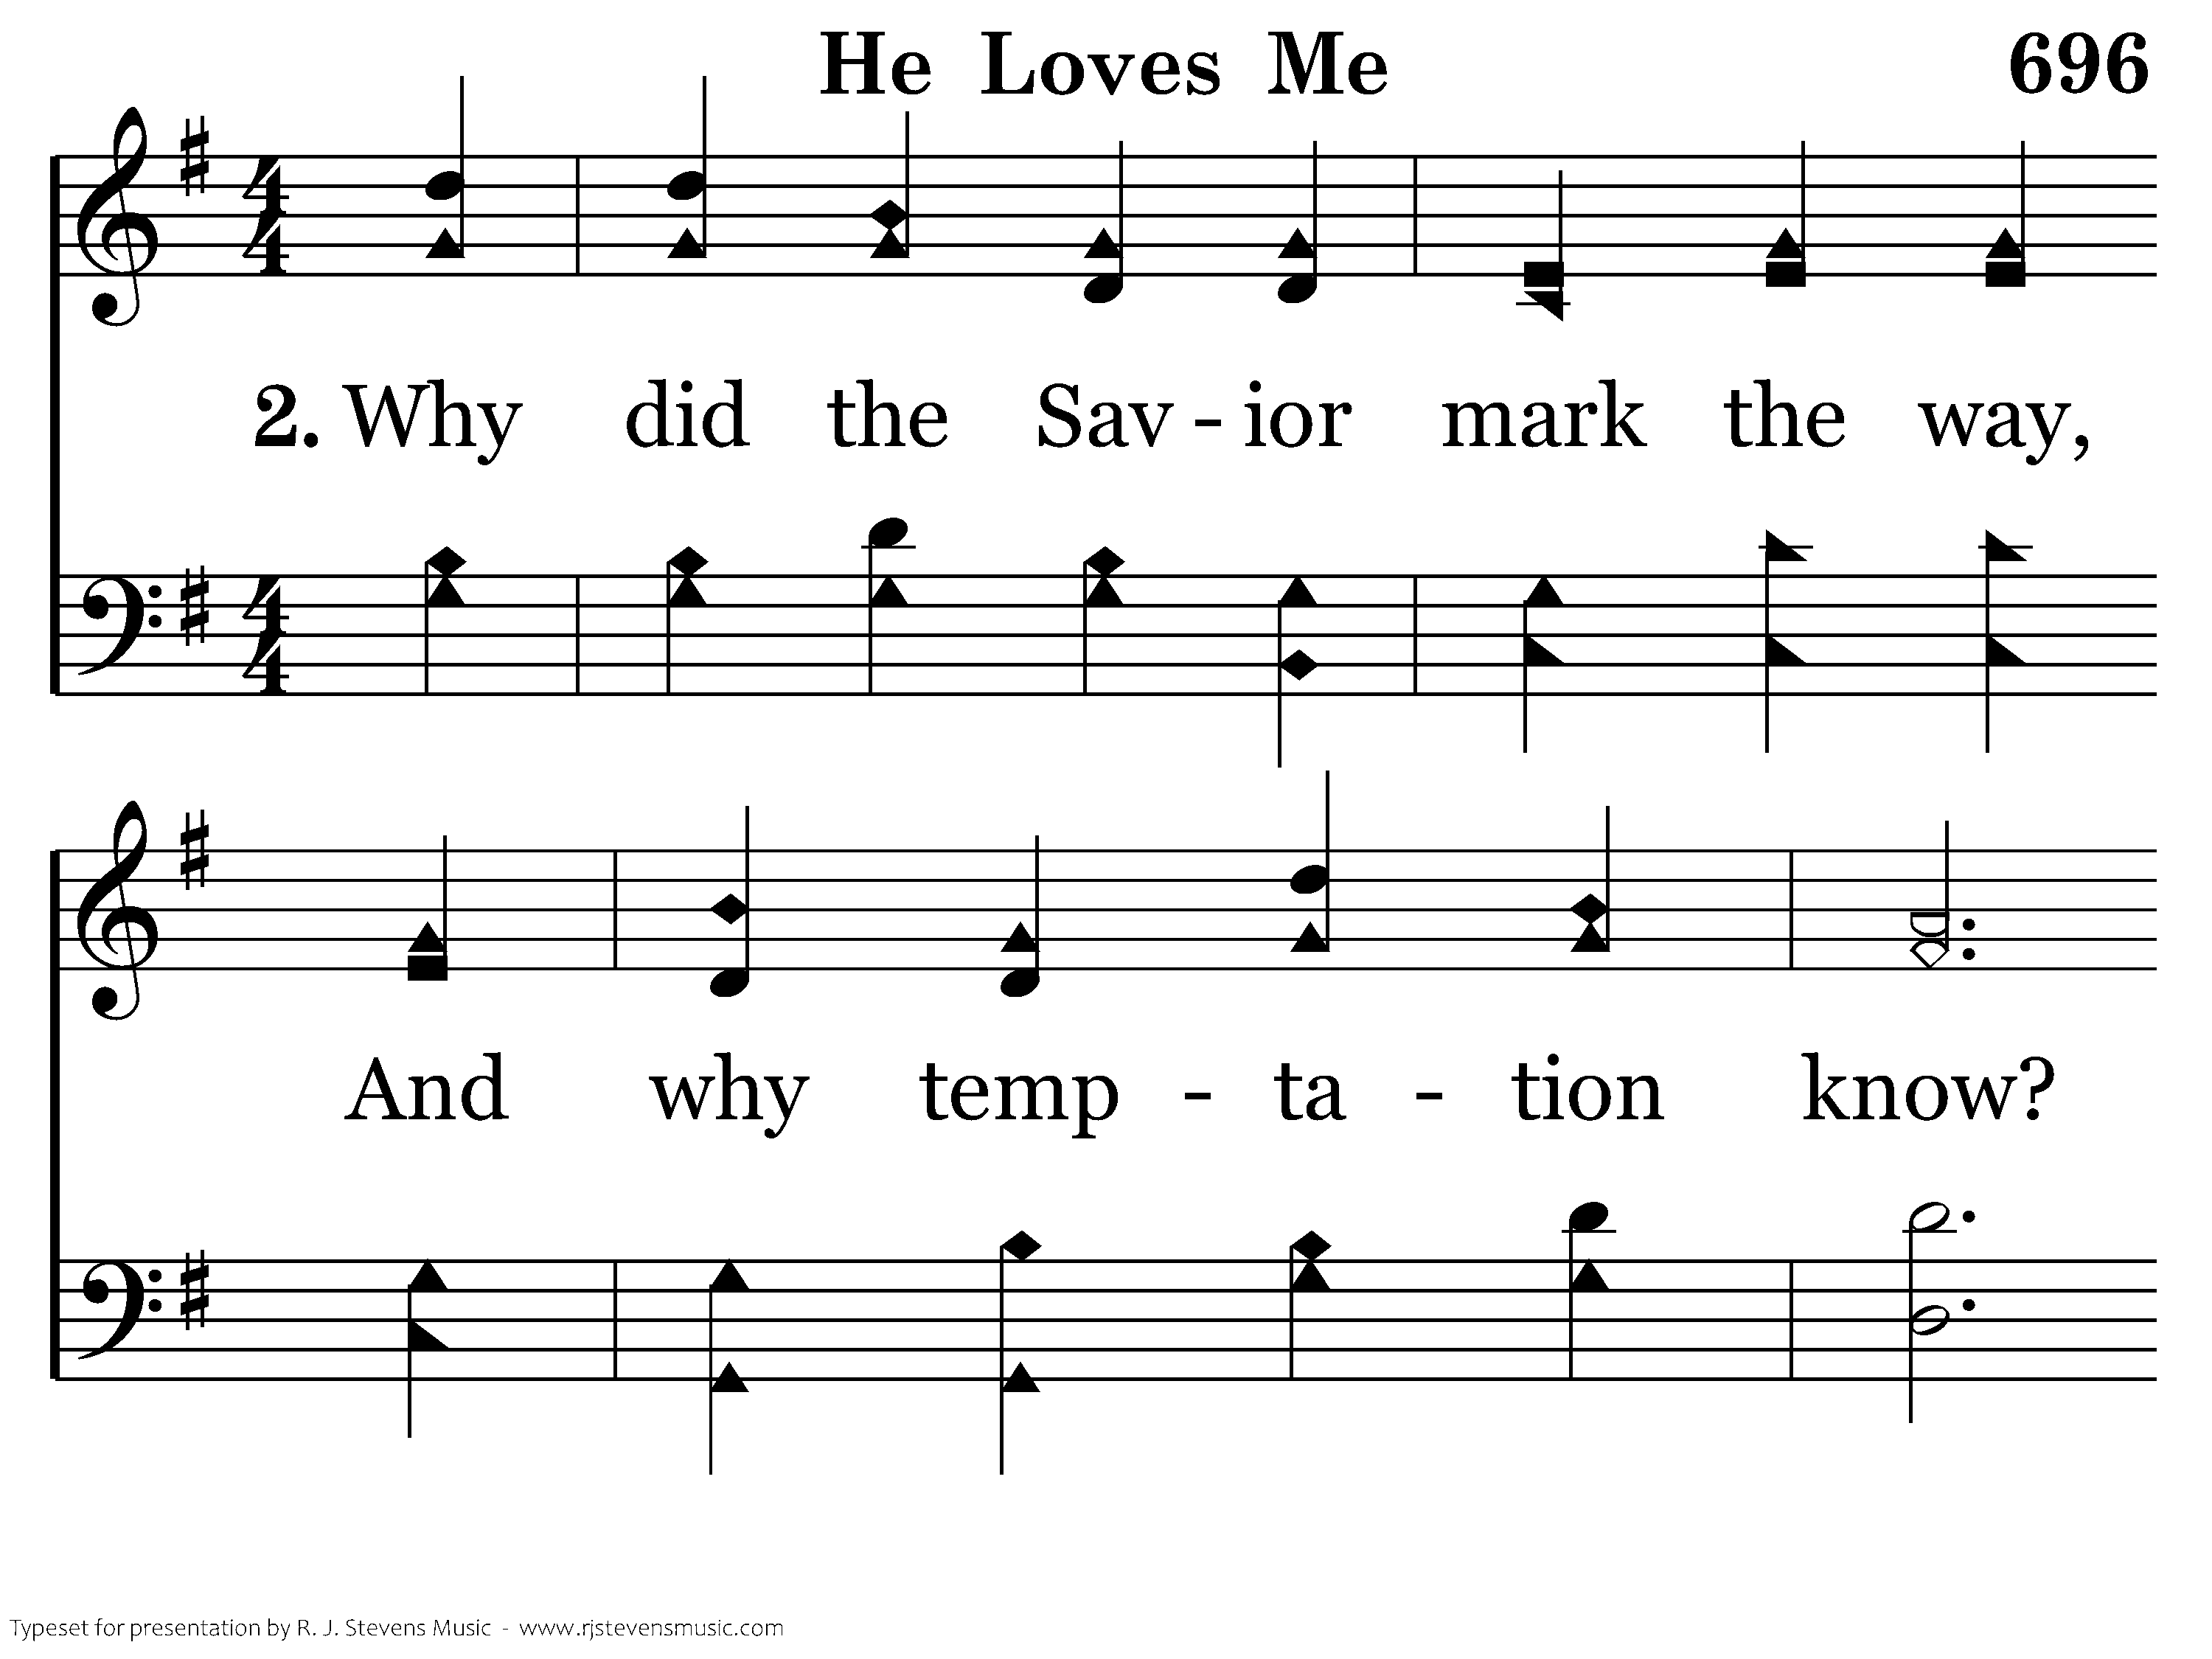 He Loves Me 696
2. Why did the Sav - ior mark the way,
And why temp - ta - tion know?
Typeset for presentation by R. J. Stevens Music - www.rjstevensmusic.com